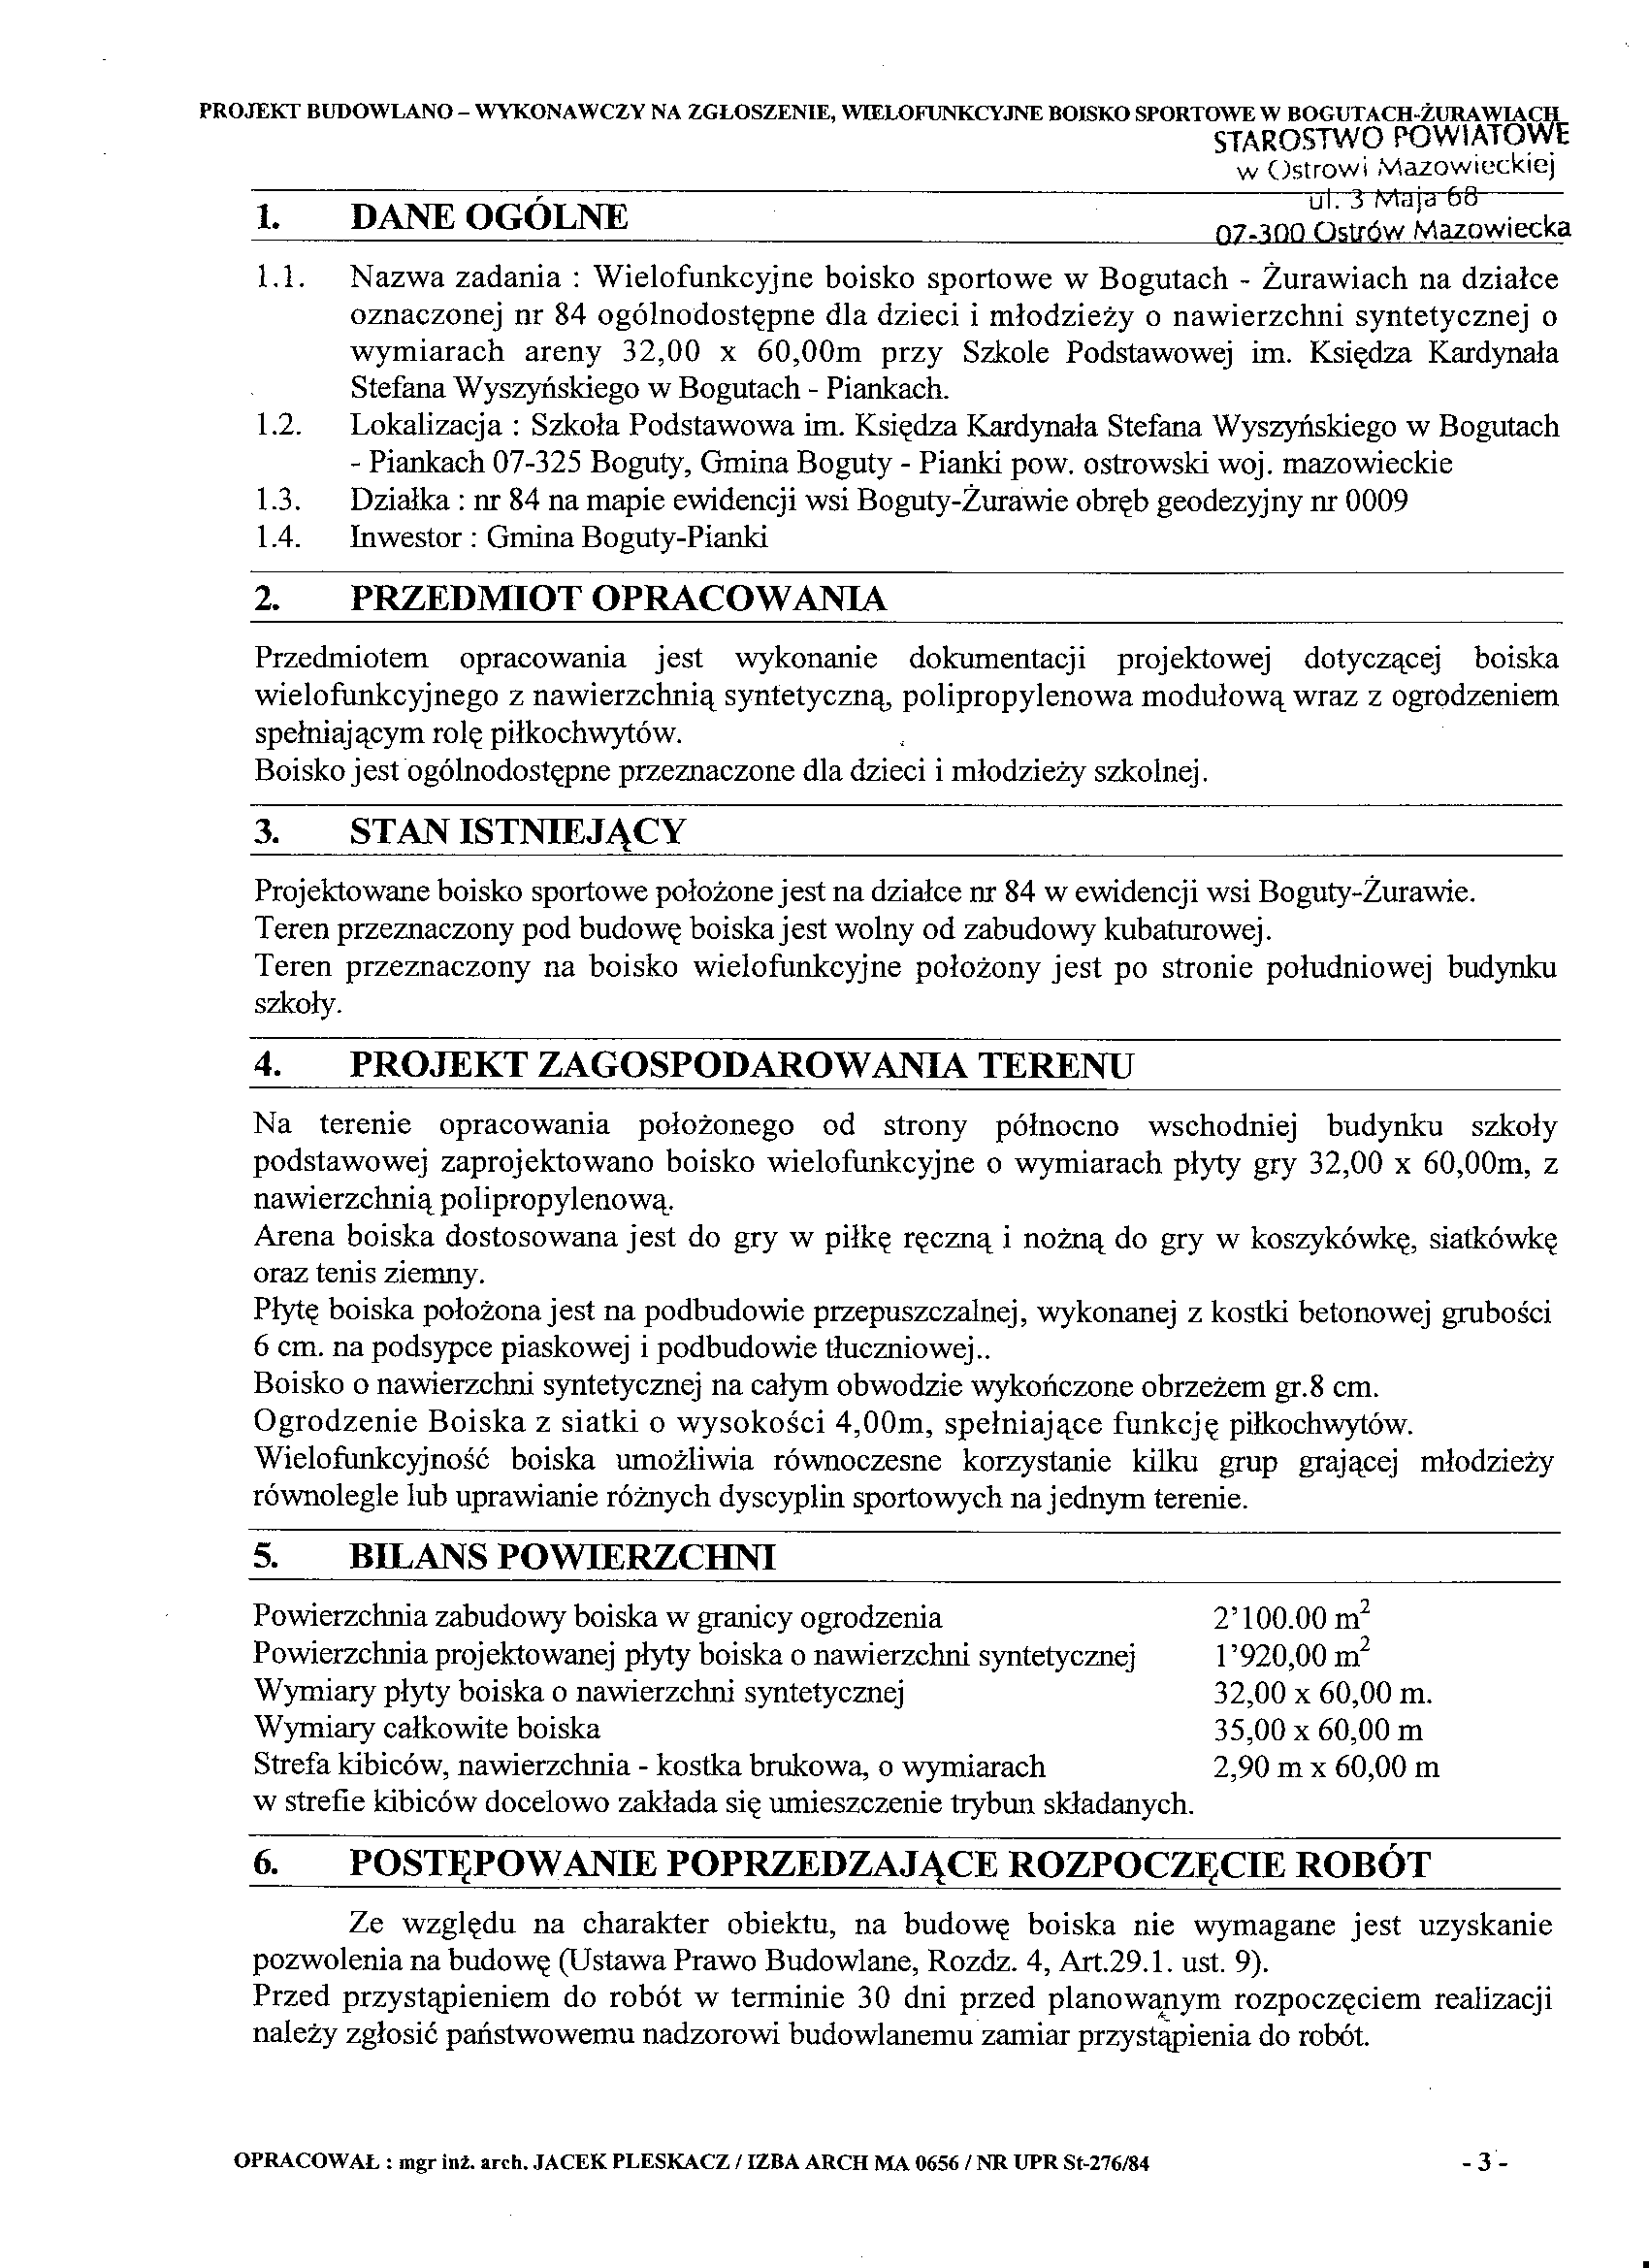 PROJEKT BUDOWLANO – WYKONAWCZY NA ZGŁOSZENIE, WIELOFUNKCYJNE BOISKO SPORTOWE W BOGUTACH-ŻURAWIACH
STAROSTWO POWIATOWE
w Ostrowi Mazowieckiej
ul. 3 Maja 68
07-300 Ostrów Mazowiecka
1. DANE OGÓLNE
1.1. Nazwa zadania : Wielofunkcyjne boisko sportowe w Bogutach - Żurawiach na działce
oznaczonej nr 84 ogólnodostępne dla dzieci i młodzieży o nawierzchni syntetycznej o
wymiarach areny 32,00 x 60,00m przy Szkole Podstawowej im. Księdza Kardynała
Stefana Wyszyńskiego w Bogutach - Piankach.
1.2. Lokalizacja : Szkoła Podstawowa im. Księdza Kardynała Stefana Wyszyńskiego w Bogutach
- Piankach 07-325 Boguty, Gmina Boguty - Pianki pow. ostrowski woj. mazowieckie
1.3. Działka : nr 84 na mapie ewidencji wsi Boguty-Żurawie obręb geodezyjny nr 0009
1.4. Inwestor : Gmina Boguty-Pianki
2. PRZEDMIOT OPRACOWANIA
Przedmiotem opracowania jest wykonanie dokumentacji projektowej dotyczącej boiska
wielofunkcyjnego z nawierzchnią syntetyczną, polipropylenowa modułową wraz z ogrodzeniem
spełniającym rolę piłkochwytów.
Boisko jest ogólnodostępne przeznaczone dla dzieci i młodzieży szkolnej.
3. STAN ISTNIEJĄCY
Projektowane boisko sportowe położone jest na działce nr 84 w ewidencji wsi Boguty-Żurawie.
Teren przeznaczony pod budowę boiska jest wolny od zabudowy kubaturowej.
Teren przeznaczony na boisko wielofunkcyjne położony jest po stronie południowej budynku
szkoły.
4. PROJEKT ZAGOSPODAROWANIA TERENU
Na terenie opracowania położonego od strony północno wschodniej budynku szkoły
podstawowej zaprojektowano boisko wielofunkcyjne o wymiarach płyty gry 32,00 x 60,00m, z
nawierzchnią polipropylenową.
Arena boiska dostosowana jest do gry w piłkę ręczną i nożną do gry w koszykówkę, siatkówkę
oraz tenis ziemny.
Płytę boiska położona jest na podbudowie przepuszczalnej, wykonanej z kostki betonowej grubości
6 cm. na podsypce piaskowej i podbudowie tłuczniowej..
Boisko o nawierzchni syntetycznej na całym obwodzie wykończone obrzeżem gr.8 cm.
Ogrodzenie Boiska z siatki o wysokości 4,00m, spełniające funkcję piłkochwytów.
Wielofunkcyjność boiska umożliwia równoczesne korzystanie kilku grup grającej młodzieży
równolegle lub uprawianie różnych dyscyplin sportowych na jednym terenie.
5. BILANS POWIERZCHNI
Powierzchnia zabudowy boiska w granicy ogrodzenia 2’100.00 m²
Powierzchnia projektowanej płyty boiska o nawierzchni syntetycznej 1’920,00 m²
Wymiary płyty boiska o nawierzchni syntetycznej 32,00 x 60,00 m.
Wymiary całkowite boiska 35,00 x 60,00 m
Strefa kibiców, nawierzchnia - kostka brukowa, o wymiarach 2,90 m x 60,00 m
w strefie kibiców docelowo zakłada się umieszczenie trybun składanych.
6. POSTĘPOWANIE POPRZEDZAJĄCE ROZPOCZĘCIE ROBÓT
Ze względu na charakter obiektu, na budowę boiska nie wymagane jest uzyskanie
pozwolenia na budowę (Ustawa Prawo Budowlane, Rozdz. 4, Art.29.1. ust. 9).
Przed przystąpieniem do robót w terminie 30 dni przed planowanym rozpoczęciem realizacji
należy zgłosić państwowemu nadzorowi budowlanemu zamiar przystąpienia do robót.
OPRACOWAŁ : mgr inż. arch. JACEK PLESKACZ / IZBA ARCH MA 0656 / NR UPR St-276/84 - 3 -